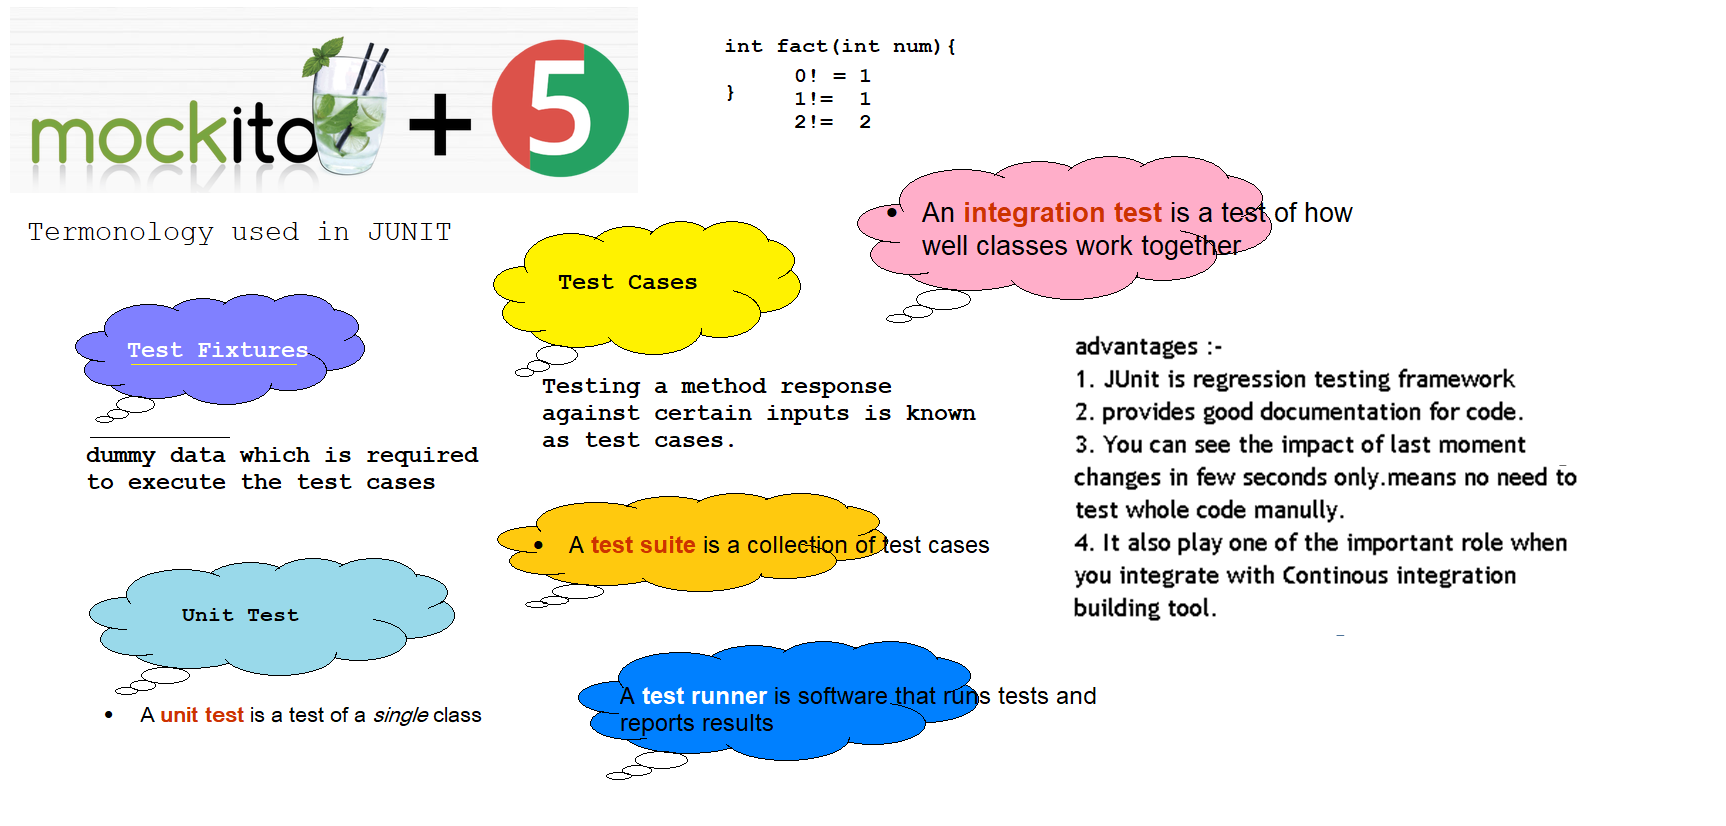 mockito + 5
int fact(int num){
0! = 1
}
1!= 1
2!= 2
Termonology used in JUNIT
Test Fixtures
dummy data which is required
to execute the test cases
Test Cases
Testing a method response
against certain inputs is known
as test cases.
• An integration test is a test of how
well classes work together
• A test suite is a collection of test cases
Unit Test
• A unit test is a test of a single class
A test runner is software that runs tests and
reports results
advantages :-
1. JUnit is regression testing framework
2. provides good documentation for code.
3. You can see the impact of last moment
changes in few seconds only.means no need to
test whole code manully.
4. It also play one of the important role when
you integrate with Continous integration
building tool.